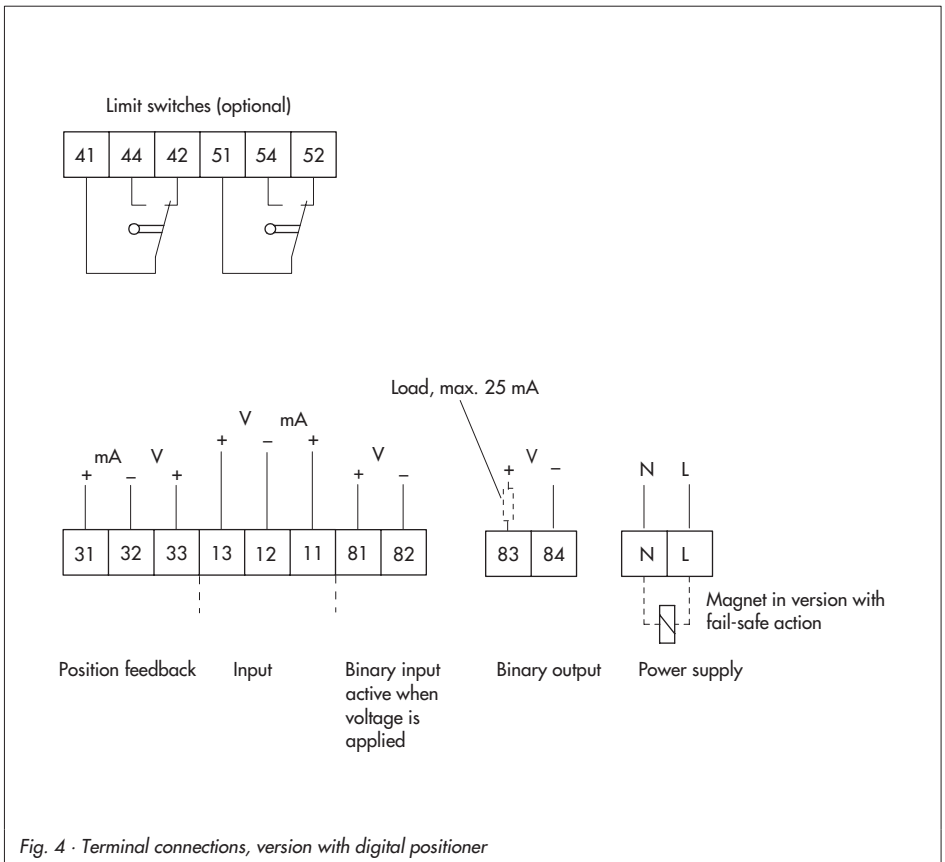 Limit switches (optional)
41 44 42 51 54 52
Load, max. 25 mA
V mA
+ − +
mA V
+ − +
V
+ −
V
+ −
N L
31 32 33 13 12 11 81 82
83 84
N L
Magnet in version with
fail-safe action
Position feedback
Input
Binary input
active when
voltage is
applied
Binary output
Power supply
Fig. 4 · Terminal connections, version with digital positioner